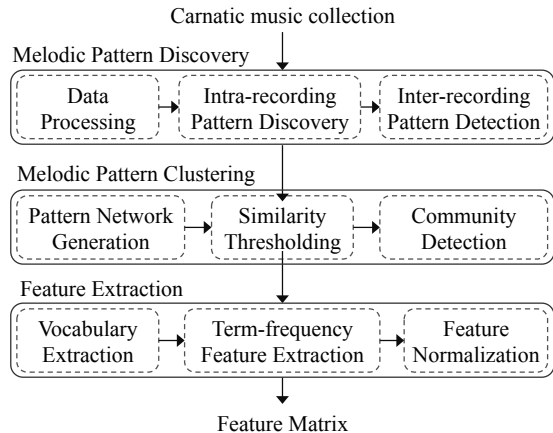 Carnatic music collection
Melodic Pattern Discovery
Data
Processing
Intra-recording
Pattern Discovery
Inter-recording
Pattern Detection
Melodic Pattern Clustering
Pattern Network
Generation
Similarity
Thresholding
Community
Detection
Feature Extraction
Vocabulary
Extraction
Term-frequency
Feature Extraction
Feature
Normalization
Feature Matrix